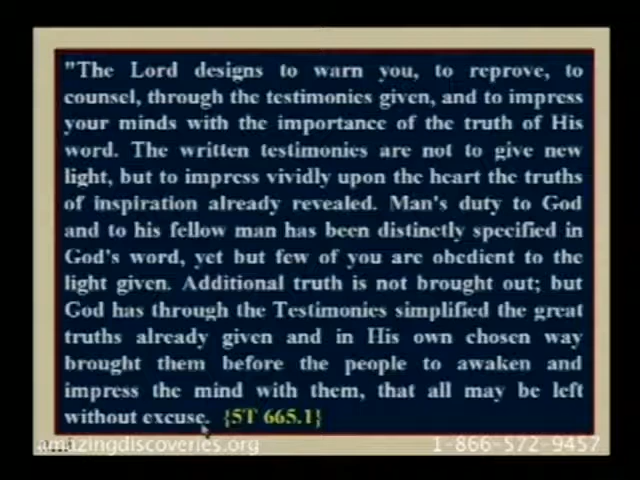 "The Lord designs to warn you, to reprove, to
counsel, through the testimonies given, and to impress
your minds with the importance of the truth of His
word. The written testimonies are not to give new
light, but to impress vividly upon the heart the truths
of inspiration already revealed. Man's duty to God
and to his fellow man has been distinctly specified in
God's word, yet but few of you are obedient to the
light given. Additional truth is not brought out; but
God has through the Testimonies simplified the great
truths already given and in His own chosen way
brought them before the people to awaken and
impress the mind with them, that all may be left
without excuse. {5T 665.1}
amazingdiscoveries.org 1-866-572-9457